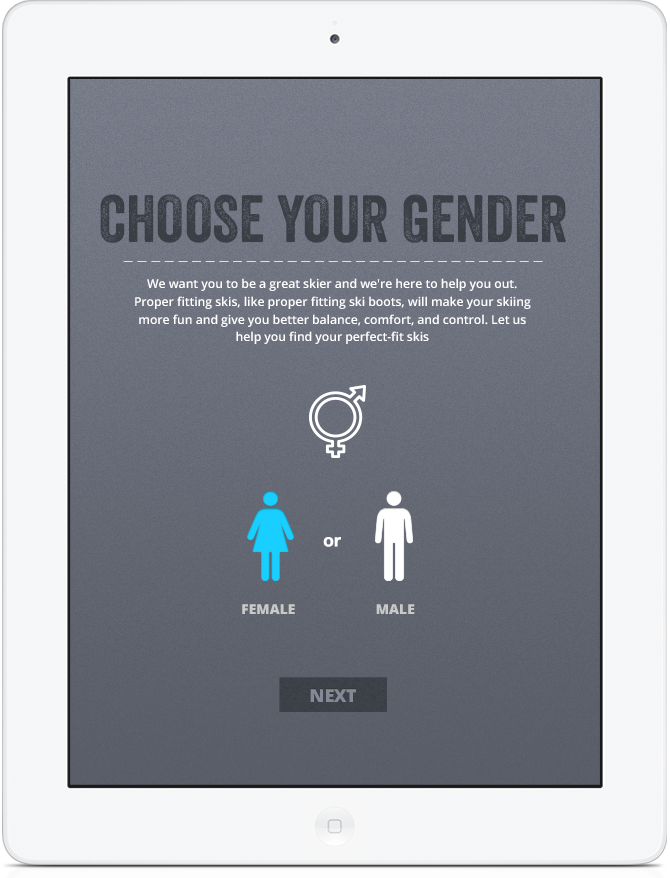 CHOOSE YOUR GENDER
We want you to be a great skier and we're here to help you out.
Proper fitting skis, like proper fitting ski boots, will make your skiing
more fun and give you better balance, comfort, and control. Let us
help you find your perfect-fit skis
or
FEMALE MALE
NEXT